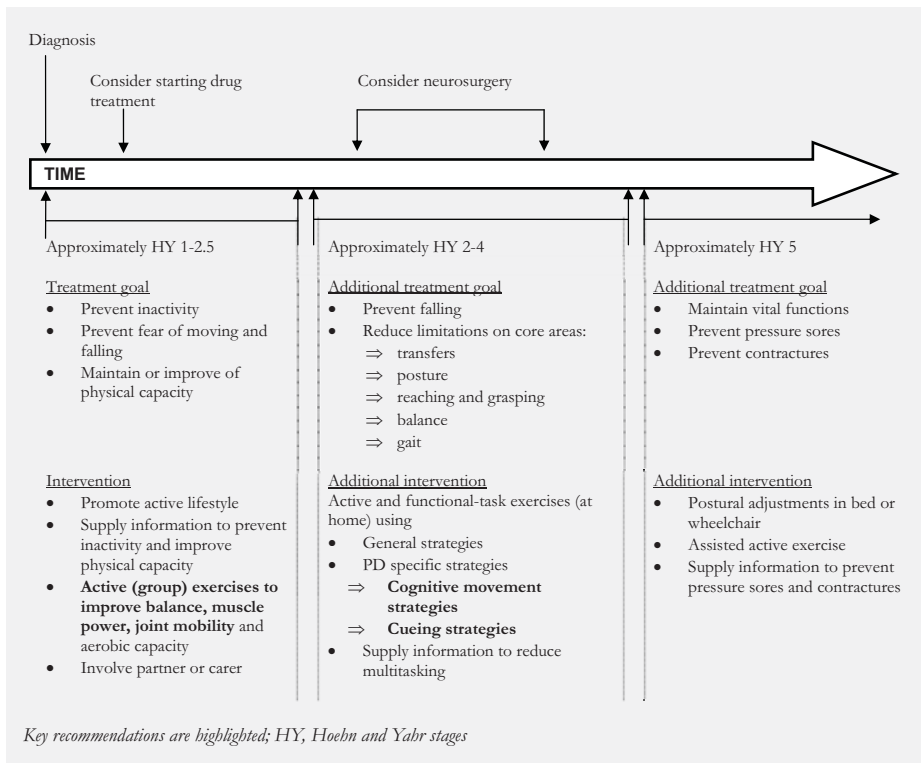 Diagnosis
Consider starting drug
treatment
Consider neurosurgery
TIME
Approximately HY 1-2.5
Treatment goal
• Prevent inactivity
• Prevent fear of moving and
falling
• Maintain or improve of
physical capacity
Intervention
• Promote active lifestyle
• Supply information to prevent
inactivity and improve
physical capacity
• Active (group) exercises to
improve balance, muscle
power, joint mobility and
aerobic capacity
• Involve partner or carer
Approximately HY 2-4
Additional treatment goal
• Prevent falling
• Reduce limitations on core areas:
⇒ transfers
⇒ posture
⇒ reaching and grasping
⇒ balance
⇒ gait
Additional intervention
Active and functional-task exercises (at
home) using
• General strategies
• PD specific strategies
⇒ Cognitive movement
strategies
⇒ Cueing strategies
• Supply information to reduce
multitasking
Approximately HY 5
Additional treatment goal
• Maintain vital functions
• Prevent pressure sores
• Prevent contractures
Additional intervention
• Postural adjustments in bed or
wheelchair
• Assisted active exercise
• Supply information to prevent
pressure sores and contractures
Key recommendations are highlighted; HY, Hoehn and Yahr stages